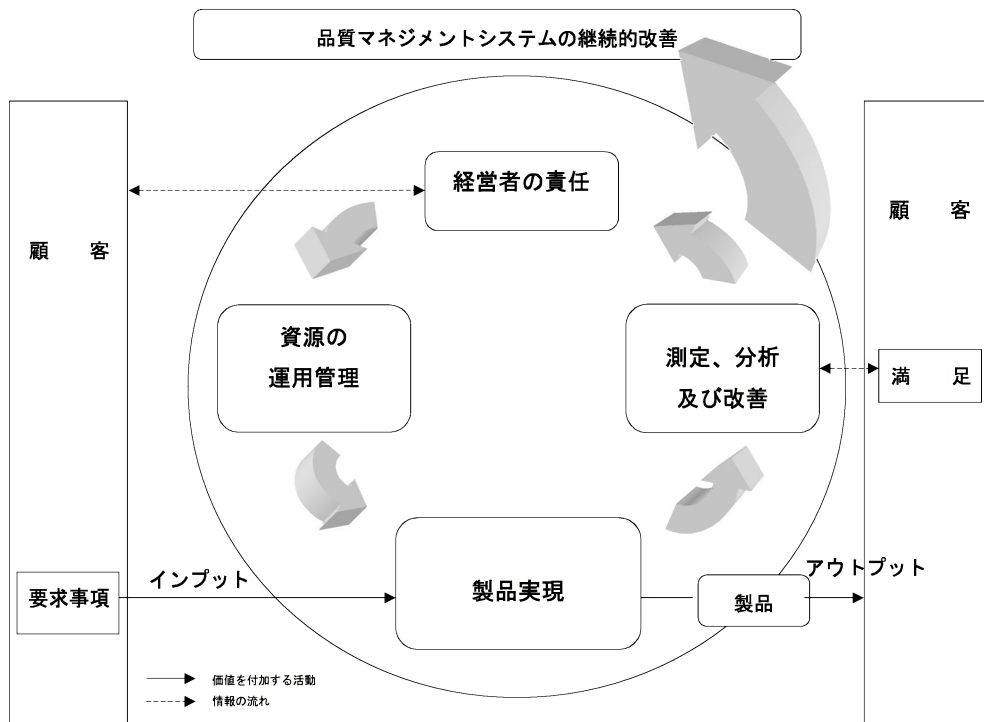 品質マネジメントシステムの継続的改善
経営者の責任
顧　客
顧　客
資源の
運用管理
測定、分析
及び改善
満　足
インプット
アウトプット
要求事項
製品実現
製品
価値を付加する活動
情報の流れ